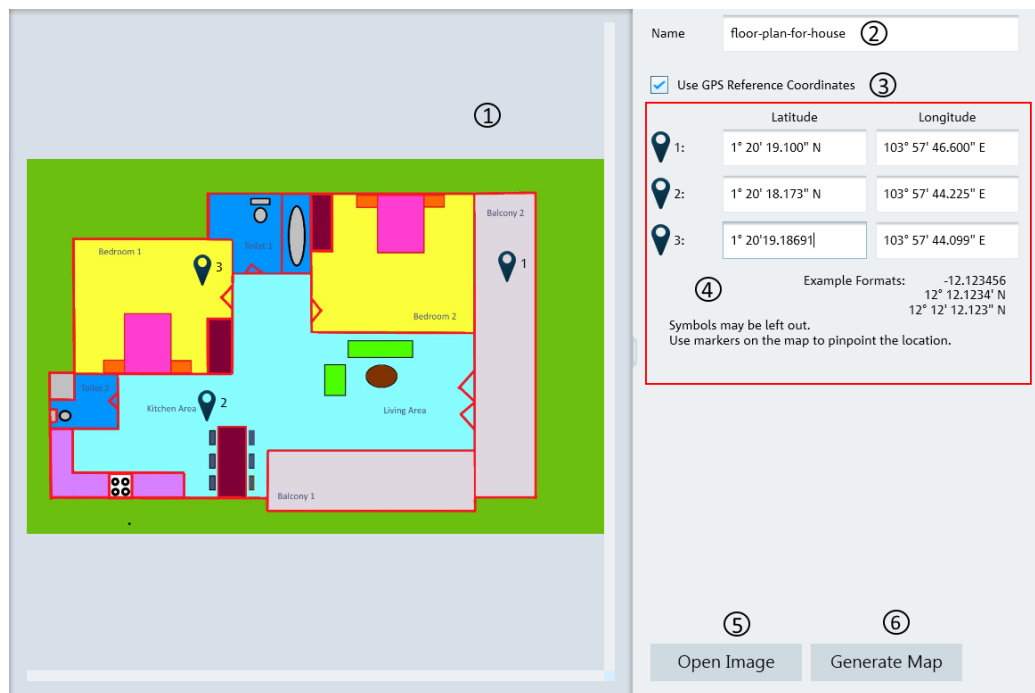 ①
Bedroom 1
3
Toilet 1
Balcony 2
1
Bedroom 2
Toilet 2
Kitchen Area
2
Living Area
Balcony 1
Name
floor-plan-for-house
②
Use GPS Reference Coordinates
③
Latitude Longitude
1: 1° 20' 19.100" N 103° 57' 46.600" E
2: 1° 20' 18.173" N 103° 57' 44.225" E
3: 1° 20'19.18691 103° 57' 44.099" E
④
Example Formats: -12.123456
12° 12.1234' N
12° 12' 12.123" N
Symbols may be left out.
Use markers on the map to pinpoint the location.
⑤ ⑥
Open Image Generate Map